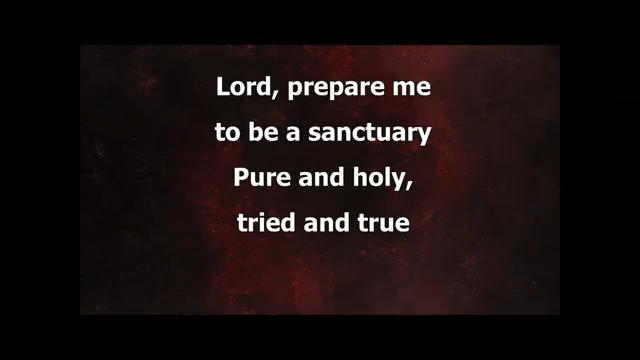 Lord, prepare me
to be a sanctuary
Pure and holy,
tried and true